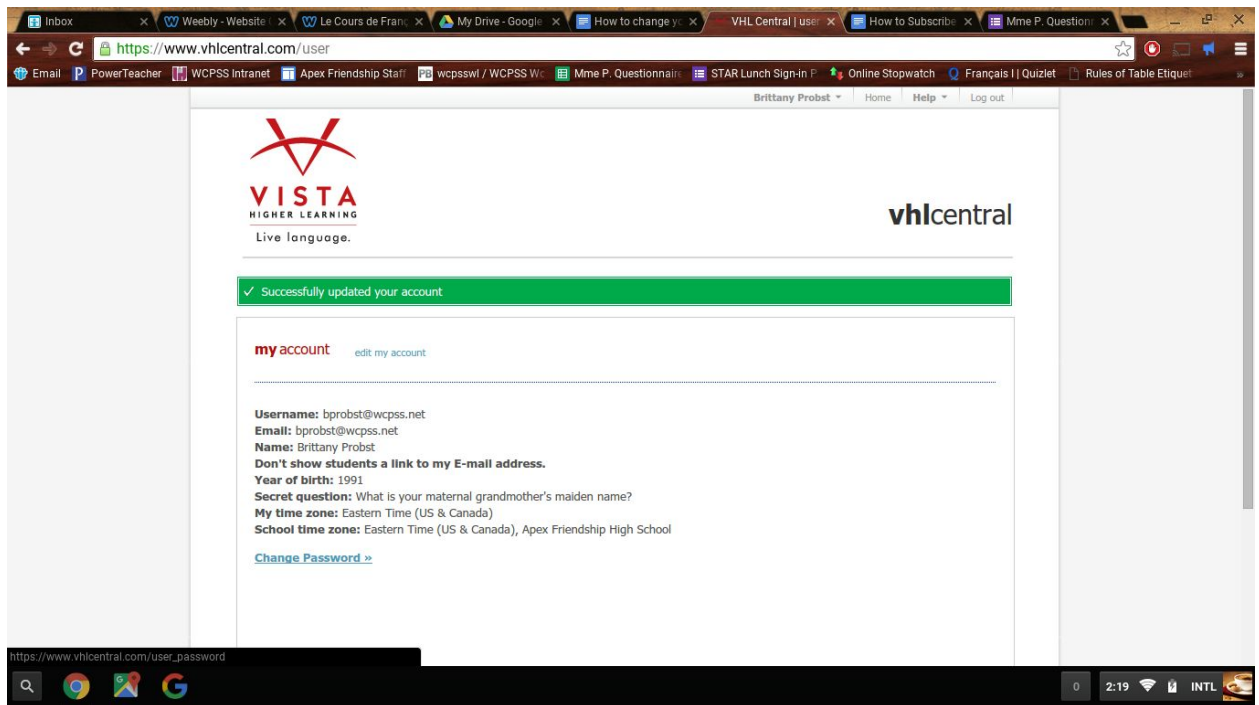 Inbox
Weebly - Website
Le Cours de Franç
My Drive - Google
How to change yo
VHL Central | user
How to Subscribe
Mme P. Questionn
https://www.vhlcentral.com/user
Email
PowerTeacher
WCPSS Intranet
Apex Friendship Staff
PB wcpsswl / WCPSS Wo
Mme P. Questionnaire
STAR Lunch Sign-in P
Online Stopwatch
Français I | Quizlet
Rules of Table Etiquet
Brittany Probst
Home
Help
Log out
VISTA
HIGHER LEARNING
Live language.
vhlcentral
Successfully updated your account
my account
edit my account
Username: bprobst@wcpss.net
Email: bprobst@wcpss.net
Name: Brittany Probst
Don't show students a link to my E-mail address.
Year of birth: 1991
Secret question: What is your maternal grandmother's maiden name?
My time zone: Eastern Time (US & Canada)
School time zone: Eastern Time (US & Canada), Apex Friendship High School
Change Password »
https://www.vhlcentral.com/user_password
0
2:19
INTL